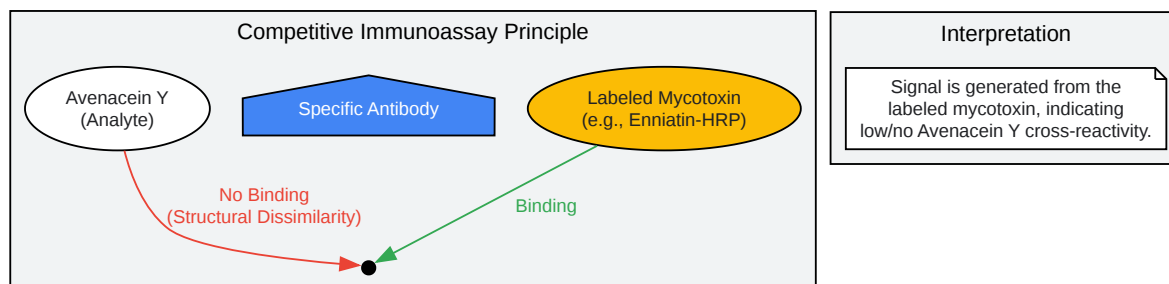 Competitive Immunoassay Principle
Avenacein Y
(Analyte)
Specific Antibody
Labeled Mycotoxin
(e.g., Enniatin-HRP)
No Binding
(Structural Dissimilarity)
Binding
Interpretation
Signal is generated from the
labeled mycotoxin, indicating
low/no Avenacein Y cross-reactivity.